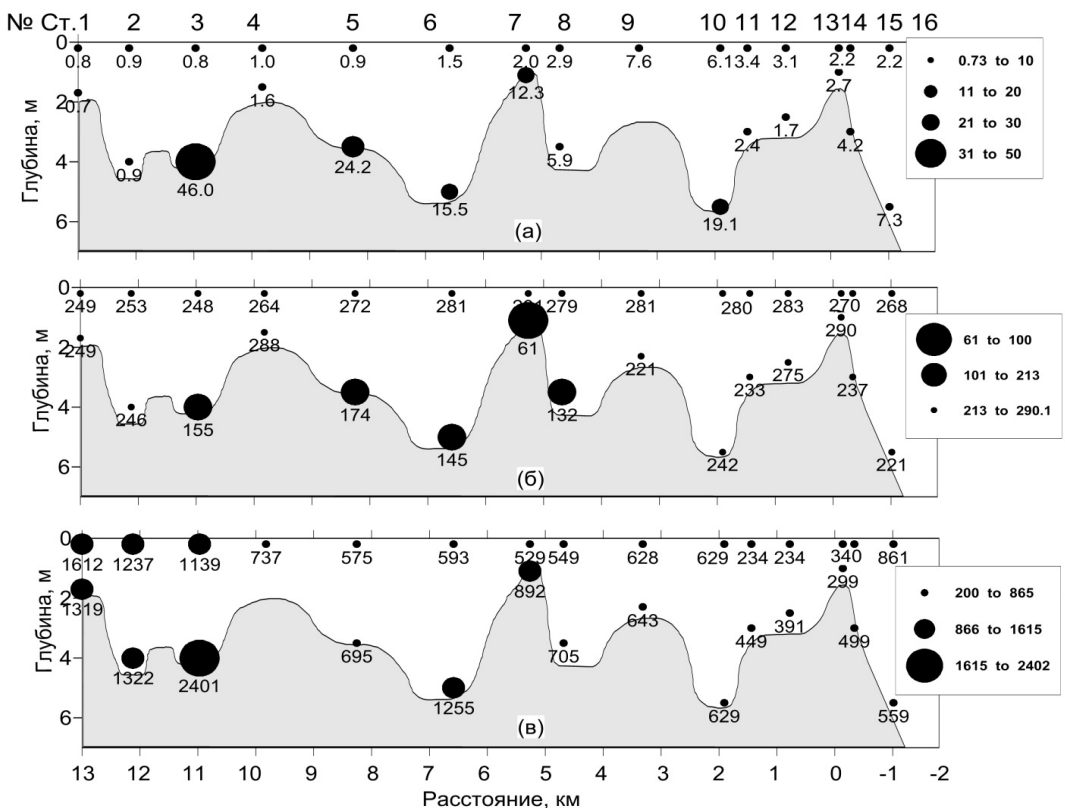 № Ст.1 2 3 4 5 6 7 8 9 10 11 12 13 14 15 16
0
0.8 0.9 0.8 1.0 0.9 1.5 2.0 2.9 7.6 6.1 3.4 3.1 2.2 2.2
0.7 0.9 46.0 1.6 24.2 15.5 12.3 5.9 19.1 2.4 1.7 2.7 4.2 7.3
2
4
6
Глубина, м
(а)
0.73 to 10
11 to 20
21 to 30
31 to 50
0
249 253 248 264 272 281 279 281 280 283 270 268
249 246 155 288 174 145 61 132 221 242 233 275 290 237 221
2
4
6
Глубина, м
(б)
61 to 100
101 to 213
213 to 290.1
0
1612 1237 1139 737 575 593 529 549 628 629 234 234 340 861
1319 1322 2401 695 1255 892 705 643 629 449 391 299 499 559
2
4
6
Глубина, м
(в)
200 to 865
866 to 1615
1615 to 2402
13 12 11 10 9 8 7 6 5 4 3 2 1 0 -1 -2
Расстояние, км